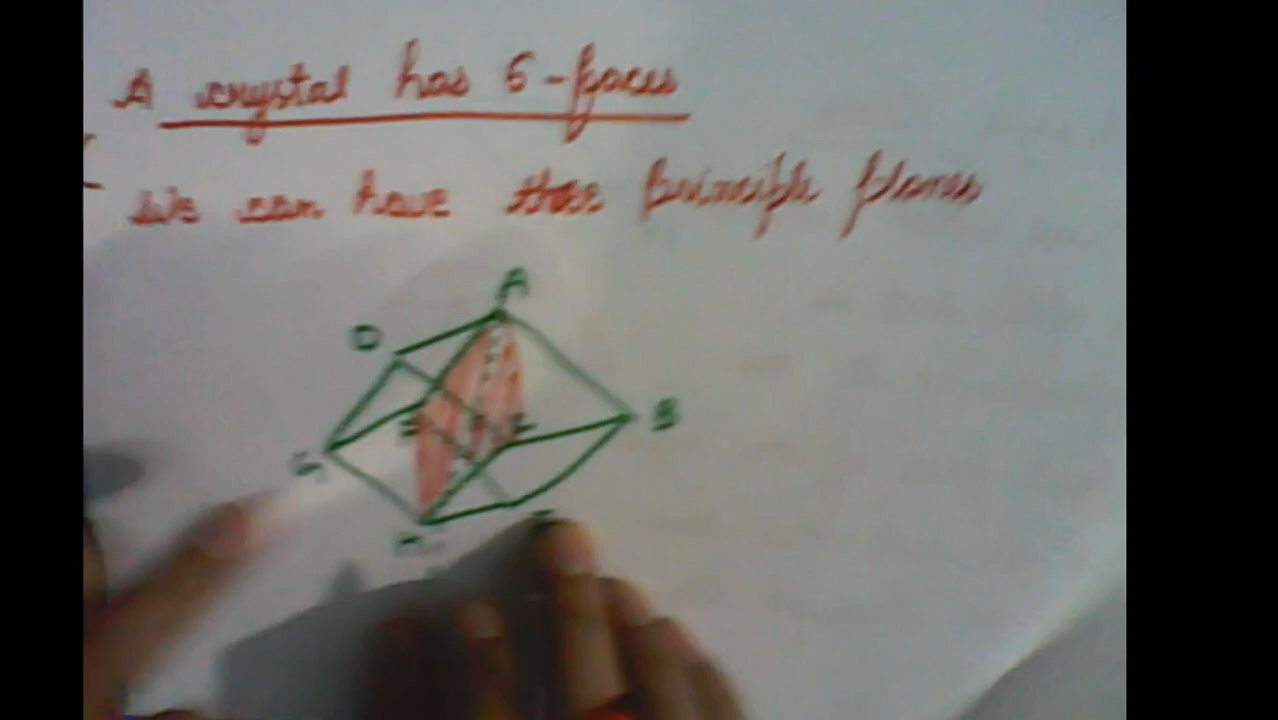 A crystal has 6-faces
We can have three Principle planes
A
D
B
E
G